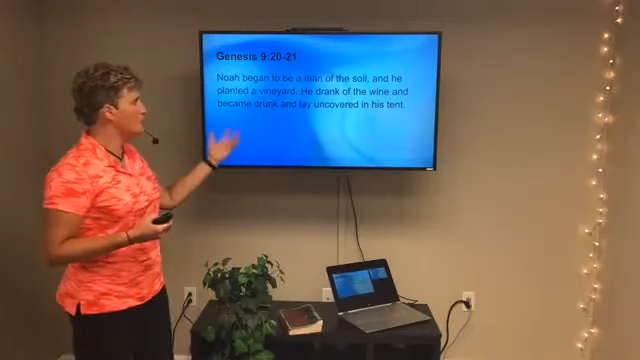 Genesis 9:20-21
Noah began to be a man of the soil, and he
planted a vineyard. He drank of the wine and
became drunk and lay uncovered in his tent.